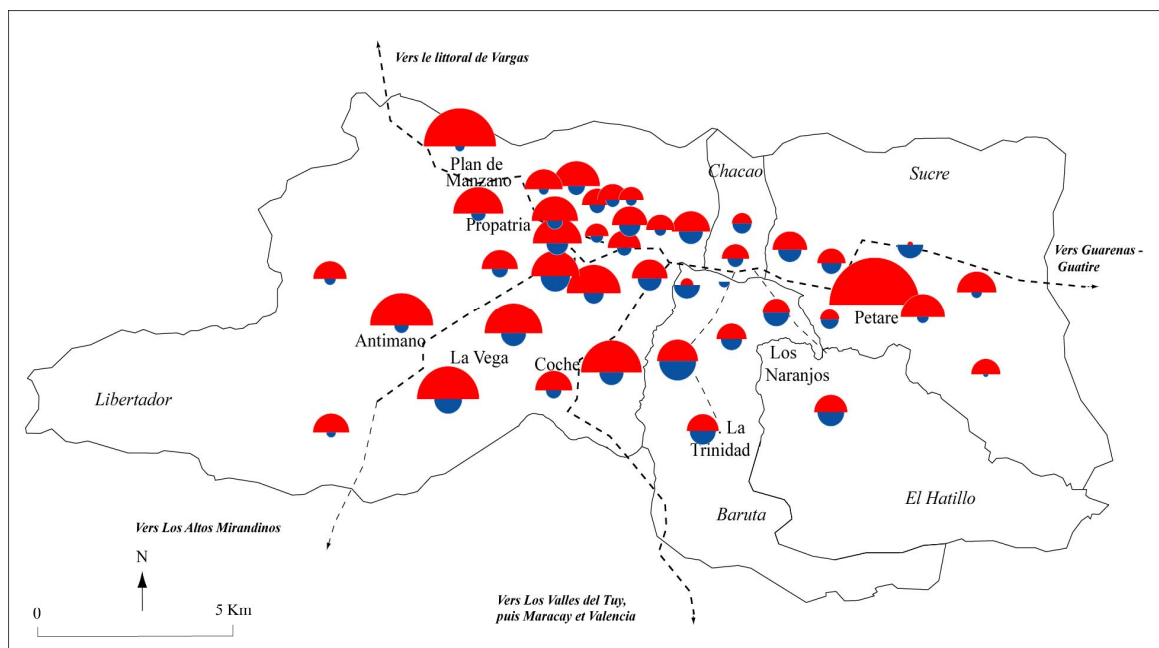 Vers le littoral de Vargas
Plan de
Manzano
Chacao
Sucre
Propatria
Vers Guarenas -
Guatire
Antimano
La Vega
Coche
Petare
Los
Naranjos
Libertador
. La
Trinidad
El Hatillo
Baruta
Vers Los Altos Mirandinos
N
Vers Los Valles del Tuy,
puis Maracay et Valencia
0
5 Km